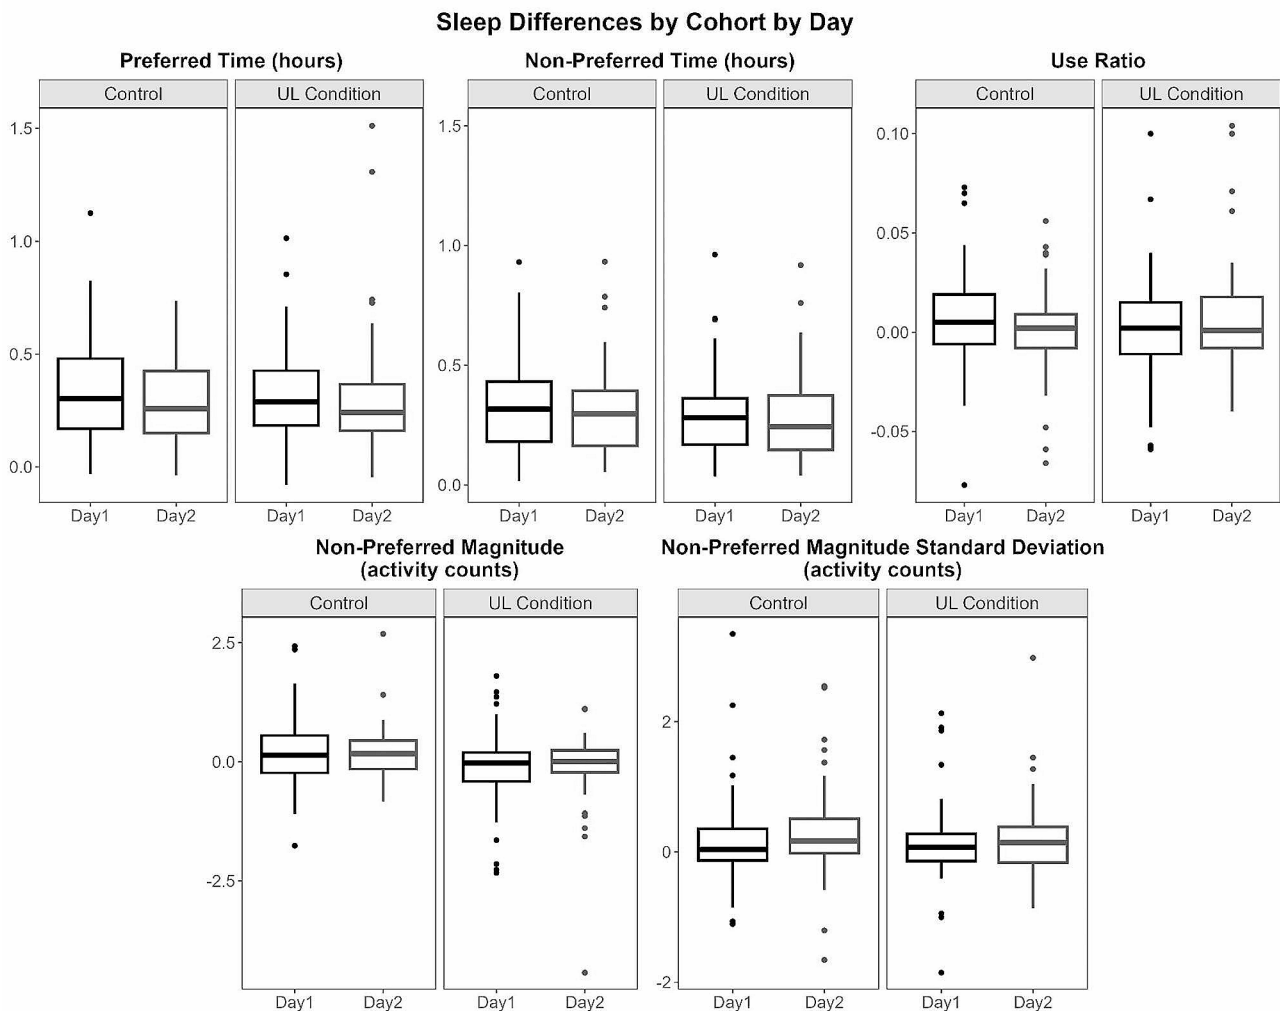 Sleep Differences by Cohort by Day
Preferred Time (hours)
Control
UL Condition
1.5
1.0
0.5
0.0
Day1
Day2
Day1
Day2
Non-Preferred Time (hours)
Control
UL Condition
1.5
1.0
0.5
0.0
Day1
Day2
Day1
Day2
Use Ratio
Control
UL Condition
0.10
0.05
0.00
-0.05
Day1
Day2
Day1
Day2
Non-Preferred Magnitude
(activity counts)
Control
UL Condition
2.5
0.0
-2.5
Day1
Day2
Day1
Day2
Non-Preferred Magnitude Standard Deviation
(activity counts)
Control
UL Condition
2
0
-2
Day1
Day2
Day1
Day2